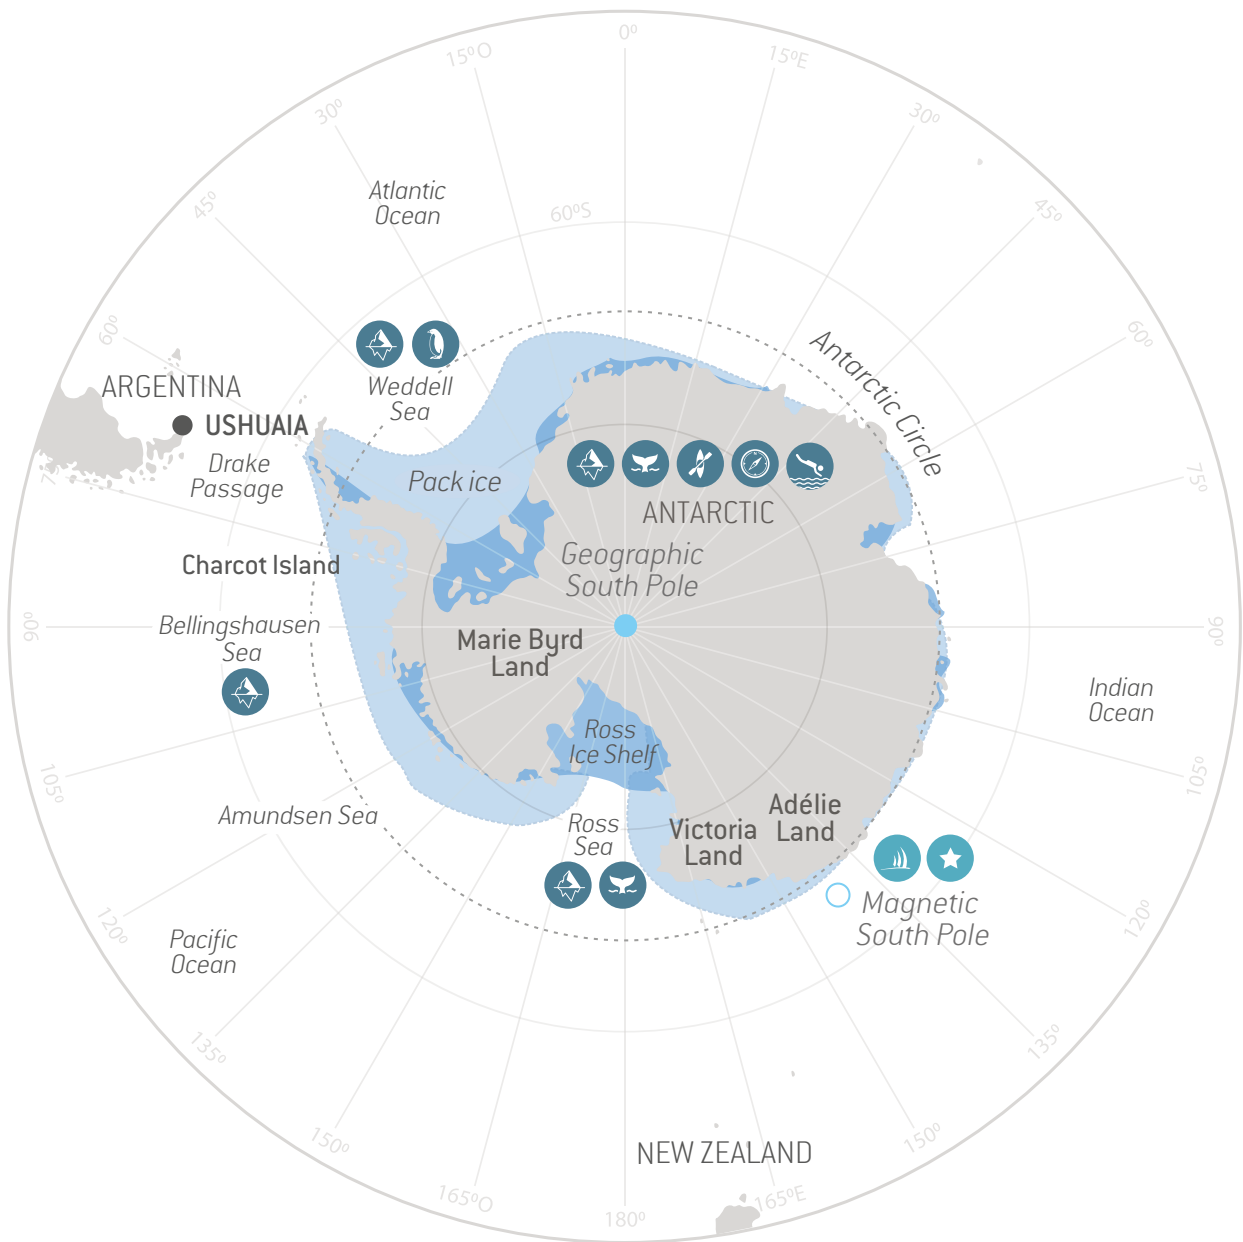 0º
15ºO
15ºE
30º
30º
Atlantic
Ocean
45º
60ºS
45º
60º
Antarctic Circle
60º
ARGENTINA
USHUAIA
Weddell
Sea
Drake
Passage
Pack ice
75º
ANTARCTIC
Geographic
South Pole
Charcot Island
Bellingshausen
Sea
90º
90º
Marie Byrd
Land
Indian
Ocean
Ross
Ice Shelf
105º
105º
Amundsen Sea
Ross
Sea
Victoria
Land
Adélie
Land
Magnetic
South Pole
120º
120º
Pacific
Ocean
135º
135º
150º
150º
NEW ZEALAND
165ºO
165ºE
180º